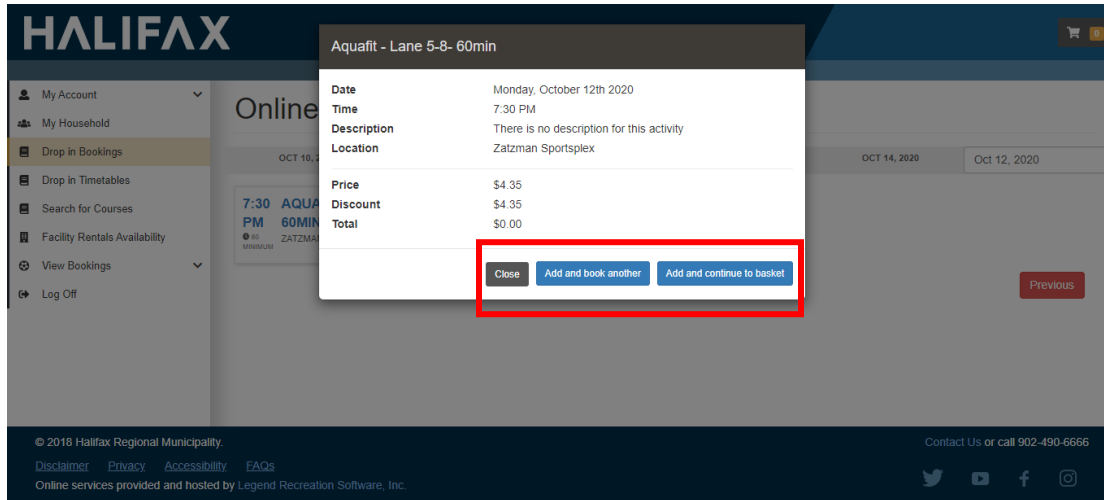 HALIFAX
0
My Account
My Household
Drop in Bookings
Drop in Timetables
Search for Courses
Facility Rentals Availability
View Bookings
Log Off
Online
OCT 10, 2
OCT 14, 2020
Oct 12, 2020
7:30 AQUA
PM 60MIN
60 ZATZMA
MINIMUM
Aquafit - Lane 5-8- 60min
Date Monday, October 12th 2020
Time 7:30 PM
Description There is no description for this activity
Location Zatzman Sportsplex
Price $4.35
Discount $4.35
Total $0.00
Close Add and book another Add and continue to basket
Previous
© 2018 Halifax Regional Municipality.
Contact Us or call 902-490-6666
Disclaimer Privacy Accessibility FAQs
Online services provided and hosted by Legend Recreation Software, Inc.